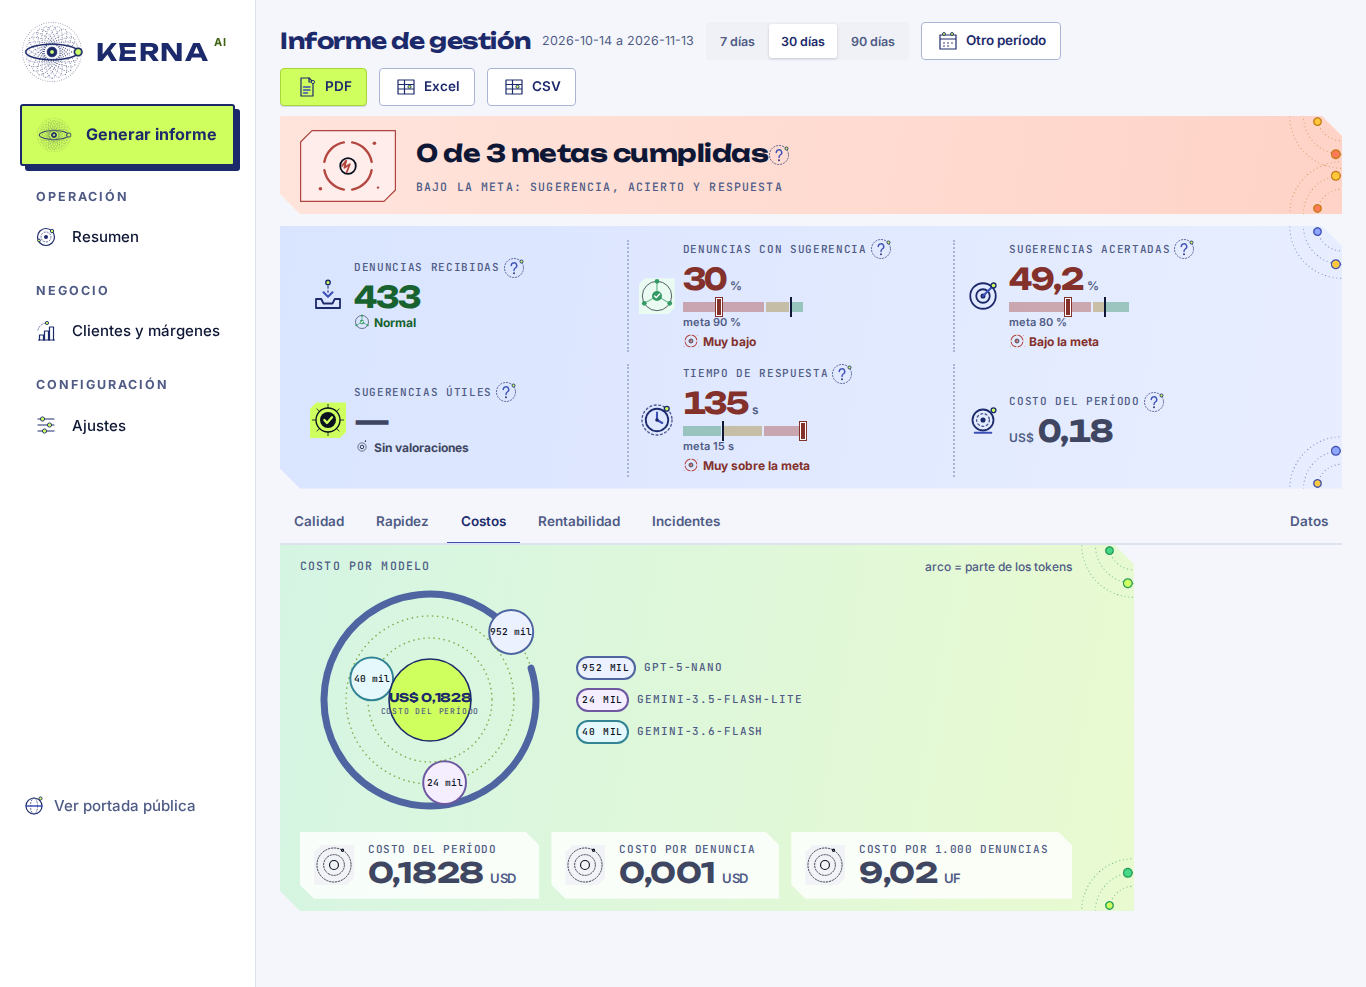 KERNA AI
Generar informe
OPERACIÓN
Resumen
NEGOCIO
Clientes y márgenes
CONFIGURACIÓN
Ajustes
Ver portada pública
Informe de gestión 2026-10-14 a 2026-11-13 7 días 30 días 90 días Otro período
PDF Excel CSV
0 de 3 metas cumplidas ?
BAJO LA META: SUGERENCIA, ACIERTO Y RESPUESTA
DENUNCIAS RECIBIDAS ?
433
Normal
DENUNCIAS CON SUGERENCIA ?
30 %
meta 90 %
Muy bajo
SUGERENCIAS ACERTADAS ?
49,2 %
meta 80 %
Bajo la meta
SUGERENCIAS ÚTILES ?
—
Sin valoraciones
TIEMPO DE RESPUESTA ?
135 s
meta 15 s
Muy sobre la meta
COSTO DEL PERÍODO ?
US$ 0,18
Calidad Rapidez Costos Rentabilidad Incidentes Datos
COSTO POR MODELO arco = parte de los tokens
952 mil
40 mil
US$ 0,1828
COSTO DEL PERÍODO
24 mil
952 MIL GPT-5-NANO
24 MIL GEMINI-3.5-FLASH-LITE
40 MIL GEMINI-3.6-FLASH
COSTO DEL PERÍODO
0,1828 USD
COSTO POR DENUNCIA
0,001 USD
COSTO POR 1.000 DENUNCIAS
9,02 UF